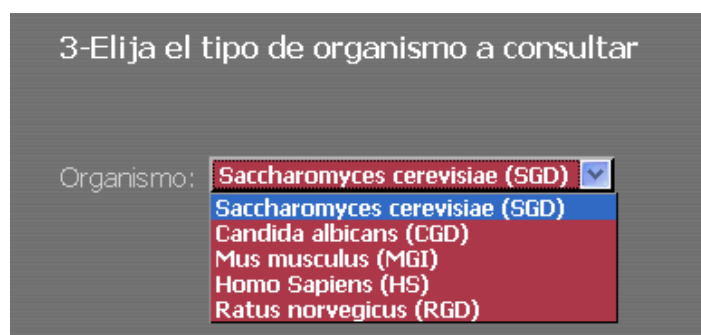 3-Elija el tipo de organismo a consultar
Organismo: Saccharomyces cerevisiae (SGD)
Saccharomyces cerevisiae (SGD)
Candida albicans (CGD)
Mus musculus (MGI)
Homo Sapiens (HS)
Ratus norvegicus (RGD)